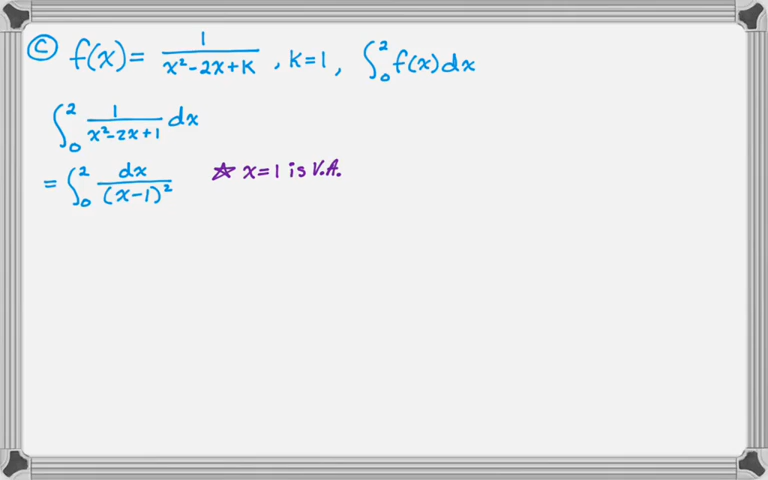 Ⓒ f(x) = 1/(x² - 2x + k), k = 1, ∫₀² f(x) dx
∫₀² 1/(x² - 2x + 1) dx
= ∫₀² dx/(x - 1)² ☆ x = 1 is V.A.